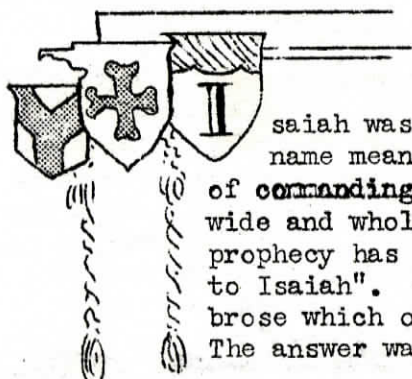 I
saiah was
name mean
of commanding
wide and whol
prophecy has
to Isaiah".
brose which o
The answer wa